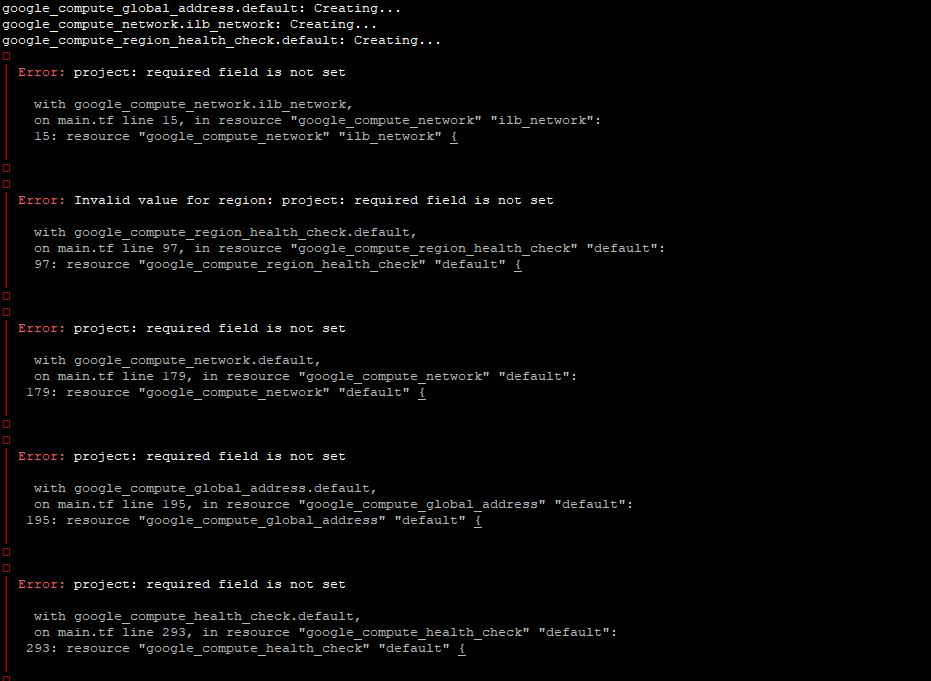 google_compute_global_address.default: Creating...
google_compute_network.ilb_network: Creating...
google_compute_region_health_check.default: Creating...
Error: project: required field is not set
with google_compute_network.ilb_network,
on main.tf line 15, in resource "google_compute_network" "ilb_network":
15: resource "google_compute_network" "ilb_network" {
Error: Invalid value for region: project: required field is not set
with google_compute_region_health_check.default,
on main.tf line 97, in resource "google_compute_region_health_check" "default":
97: resource "google_compute_region_health_check" "default" {
Error: project: required field is not set
with google_compute_network.default,
on main.tf line 179, in resource "google_compute_network" "default":
179: resource "google_compute_network" "default" {
Error: project: required field is not set
with google_compute_global_address.default,
on main.tf line 195, in resource "google_compute_global_address" "default":
195: resource "google_compute_global_address" "default" {
Error: project: required field is not set
with google_compute_health_check.default,
on main.tf line 293, in resource "google_compute_health_check" "default":
293: resource "google_compute_health_check" "default" {